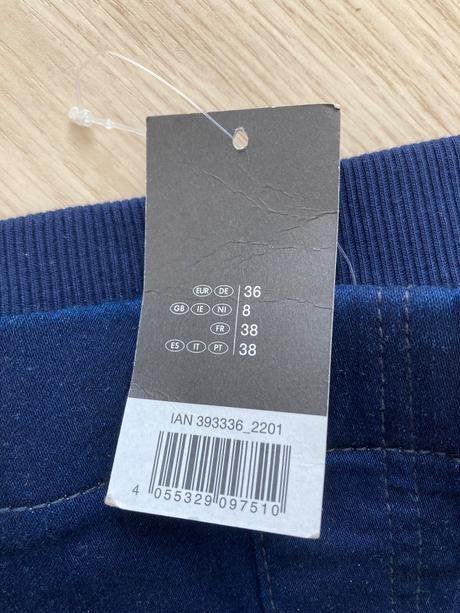 EUR DE 36
GB IE NI 8
FR 38
ES IT PT 38
IAN 393336_2201
4 055329 097510